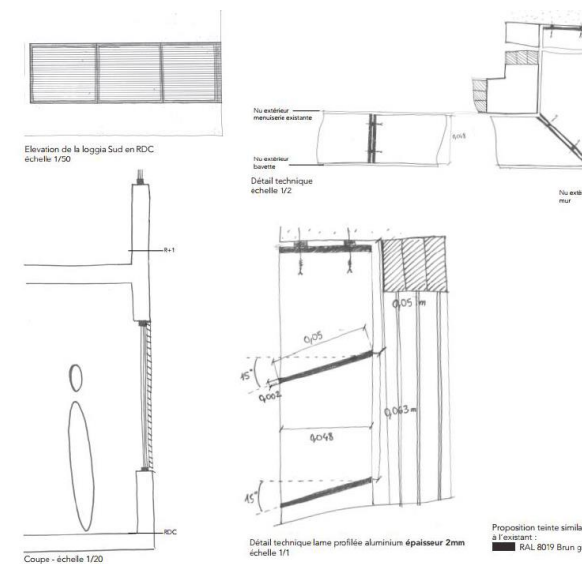 Elevation de la loggia Sud en RDC
échelle 1/50
Nu extérieur
menuiserie existante
Nu extérieur
bavette
Détail technique
échelle 1/2
Nu exté
mur
R+1
RDC
Coupe - échelle 1/20
0,05 m
0,05
15°
0,002
0,063 m
0,048
15°
Détail technique lame profilée aluminium épaisseur 2mm
échelle 1/1
Proposition teinte simila
à l'existant :
RAL 8019 Brun g